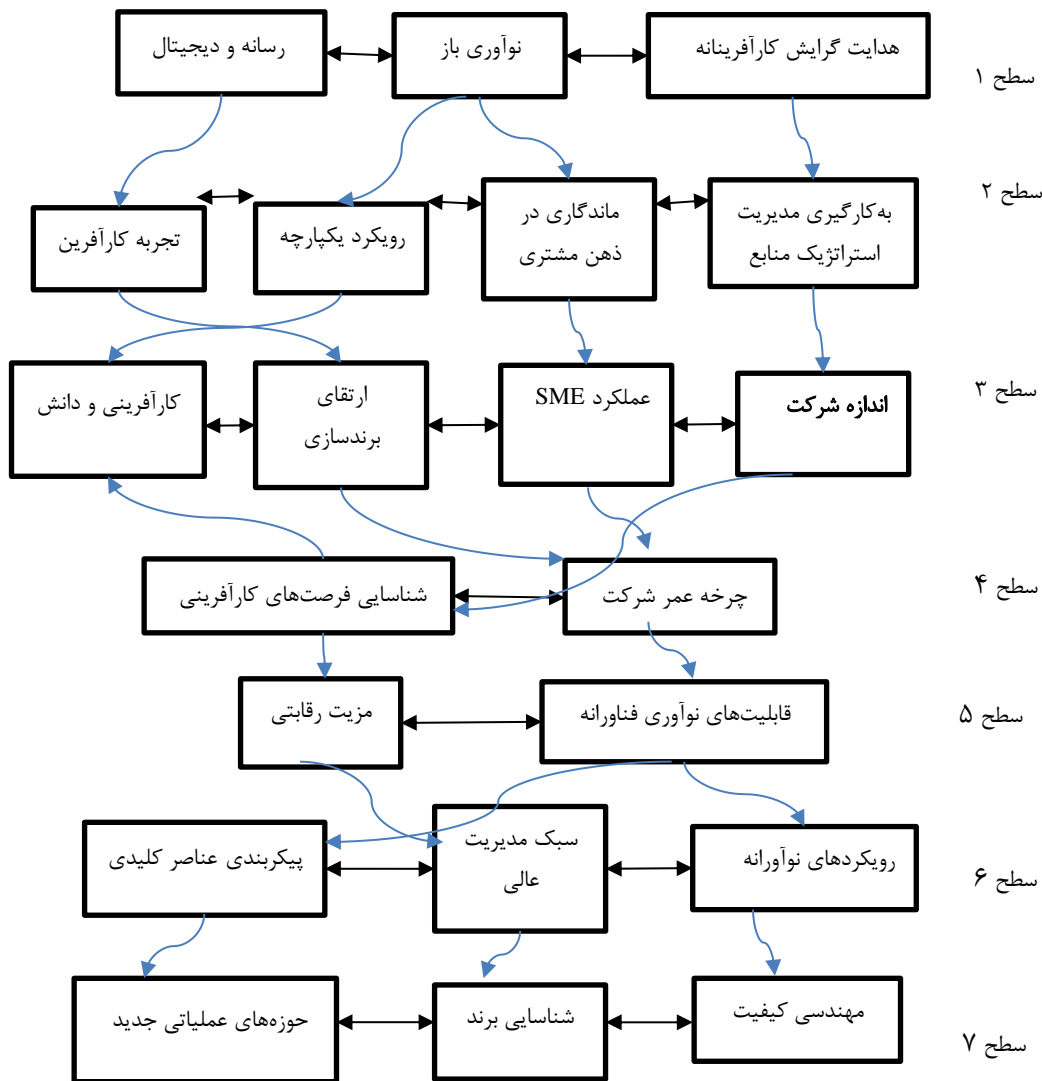 هدایت گرایش کارآفرینانه
نوآوری باز
رسانه و دیجیتال
سطح ۱
به‌کارگیری مدیریت
استراتژیک منابع
ماندگاری در
ذهن مشتری
رویکرد یکپارچه
تجربه کارآفرین
سطح ۲
اندازه شرکت
عملکرد SME
ارتقای
برندسازی
کارآفرینی و دانش
سطح ۳
چرخه عمر شرکت
شناسایی فرصت‌های کارآفرینی
سطح ۴
قابلیت‌های نوآوری فناورانه
مزیت رقابتی
سطح ۵
رویکردهای نوآورانه
سبک مدیریت
عالی
پیکربندی عناصر کلیدی
سطح ۶
مهندسی کیفیت
شناسایی برند
حوزه‌های عملیاتی جدید
سطح ۷